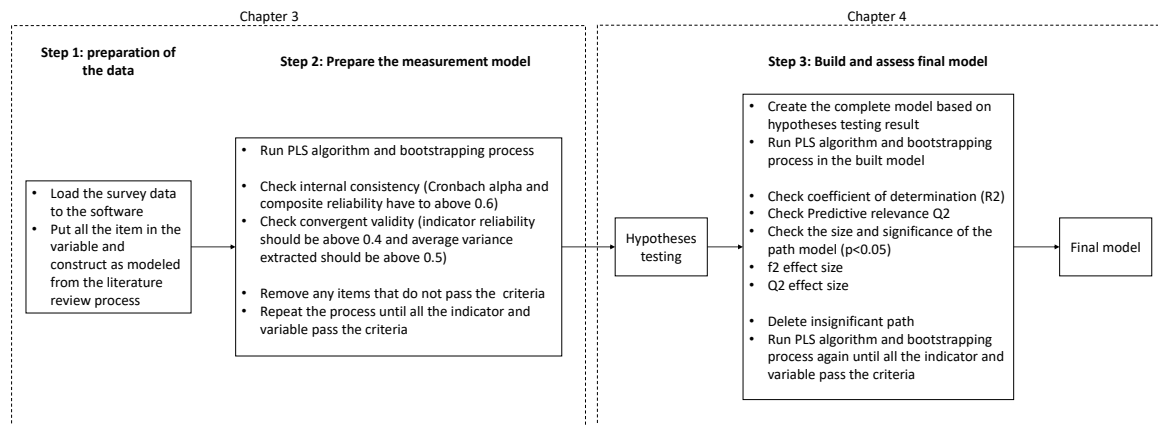 Chapter 3
Step 1: preparation of
the data
Step 2: Prepare the measurement model
• Load the survey data
to the software
• Put all the item in the
variable and
construct as modeled
from the literature
review process
• Run PLS algorithm and bootstrapping process
• Check internal consistency (Cronbach alpha and
composite reliability have to above 0.6)
• Check convergent validity (indicator reliability
should be above 0.4 and average variance
extracted should be above 0.5)
• Remove any items that do not pass the criteria
• Repeat the process until all the indicator and
variable pass the criteria
Chapter 4
Step 3: Build and assess final model
Hypotheses
testing
• Create the complete model based on
hypotheses testing result
• Run PLS algorithm and bootstrapping
process in the built model
• Check coefficient of determination (R2)
• Check Predictive relevance Q2
• Check the size and significance of the
path model (p<0.05)
• f2 effect size
• Q2 effect size
• Delete insignificant path
• Run PLS algorithm and bootstrapping
process again until all the indicator and
variable pass the criteria
Final model